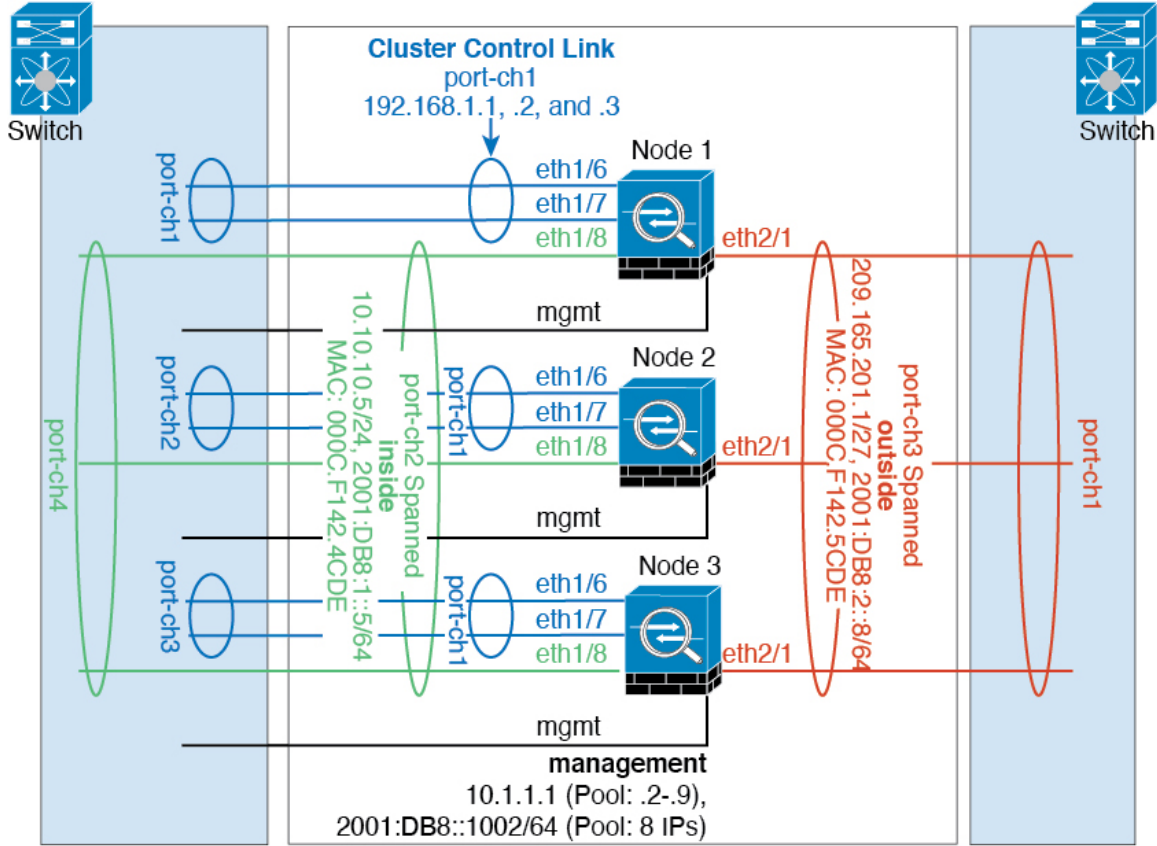 Switch
Switch
Cluster Control Link
port-ch1
192.168.1.1, .2, and .3
Node 1
port-ch1
eth1/6
eth1/7
eth1/8
eth2/1
mgmt
Node 2
port-ch2
port-ch1
eth1/6
eth1/7
eth1/8
eth2/1
mgmt
Node 3
port-ch3
port-ch1
eth1/6
eth1/7
eth1/8
eth2/1
mgmt
port-ch4
port-ch2 Spanned
inside
10.10.10.5/24, 2001:DB8:1::5/64
MAC: 000C.F142.4CDE
port-ch3 Spanned
outside
209.165.201.1/27, 2001:DB8:2::8/64
MAC: 000C.F142.5CDE
port-ch1
management
10.1.1.1 (Pool: .2-.9),
2001:DB8::1002/64 (Pool: 8 IPs)